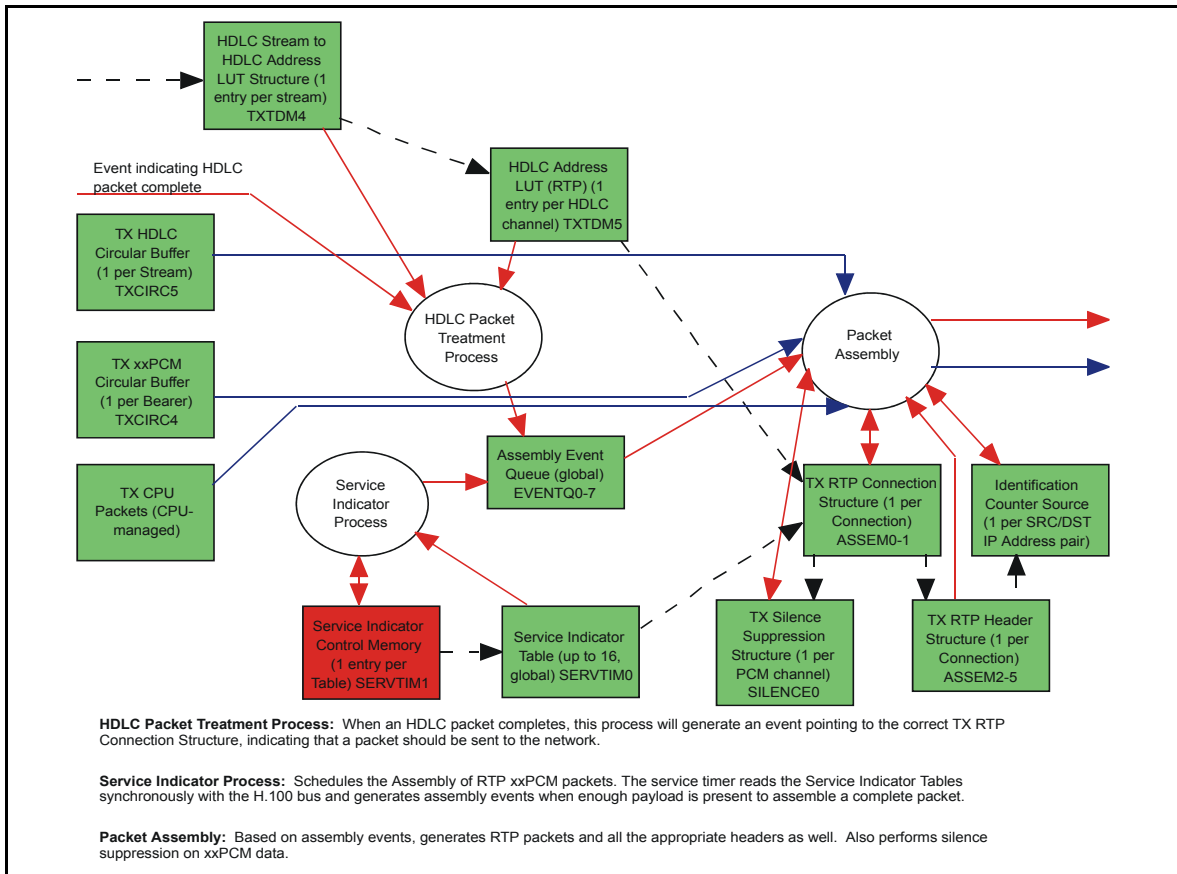 HDLC Stream to
HDLC Address
LUT Structure (1
entry per stream)
TXTDM4
Event indicating HDLC
packet complete
HDLC Address
LUT (RTP) (1
entry per HDLC
channel) TXTDM5
TX HDLC
Circular Buffer
(1 per Stream)
TXCIRC5
HDLC Packet
Treatment
Process
Packet
Assembly
TX xxPCM
Circular Buffer
(1 per Bearer)
TXCIRC4
Assembly Event
Queue (global)
EVENTQ0-7
TX CPU
Packets (CPU-
managed)
Service
Indicator
Process
TX RTP Connection
Structure (1 per
Connection)
ASSEM0-1
Identification
Counter Source
(1 per SRC/DST
IP Address pair)
Service Indicator
Control Memory
(1 entry per
Table) SERVTIM1
Service Indicator
Table (up to 16,
global) SERVTIM0
TX Silence
Suppression
Structure (1 per
PCM channel)
SILENCE0
TX RTP Header
Structure (1 per
Connection)
ASSEM2-5
HDLC Packet Treatment Process: When an HDLC packet completes, this process will generate an event pointing to the correct TX RTP
Connection Structure, indicating that a packet should be sent to the network.
Service Indicator Process: Schedules the Assembly of RTP xxPCM packets. The service timer reads the Service Indicator Tables
synchronously with the H.100 bus and generates assembly events when enough payload is present to assemble a complete packet.
Packet Assembly: Based on assembly events, generates RTP packets and all the appropriate headers as well. Also performs silence
suppression on xxPCM data.